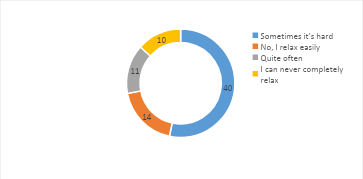 10
11
14
40
Sometimes it's hard
No, I relax easily
Quite often
I can never completely
relax